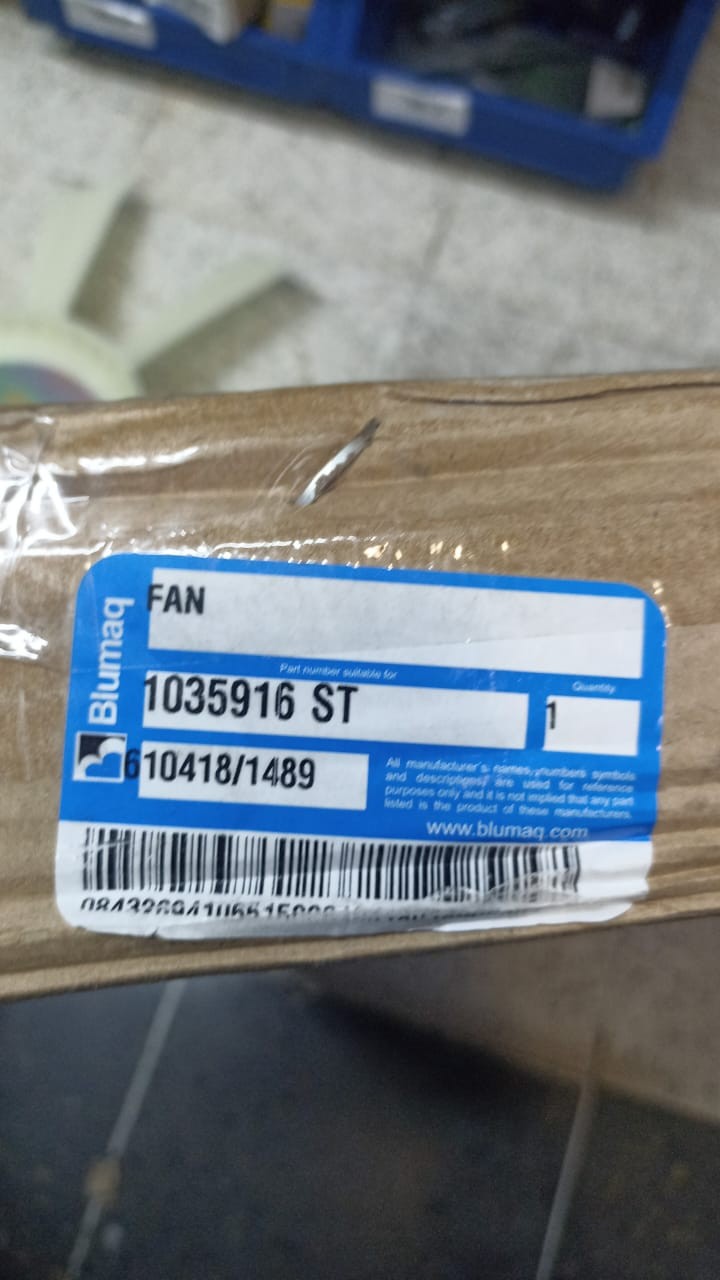 FAN
Blumaq
Part number suitable for
1035916 ST
Quantity
1
610418/1489
All manufacturer's names, numbers symbols
and descriptions are used for reference
purposes only and it is not implied that any part
listed is the product of these manufacturers.
www.blumaq.com